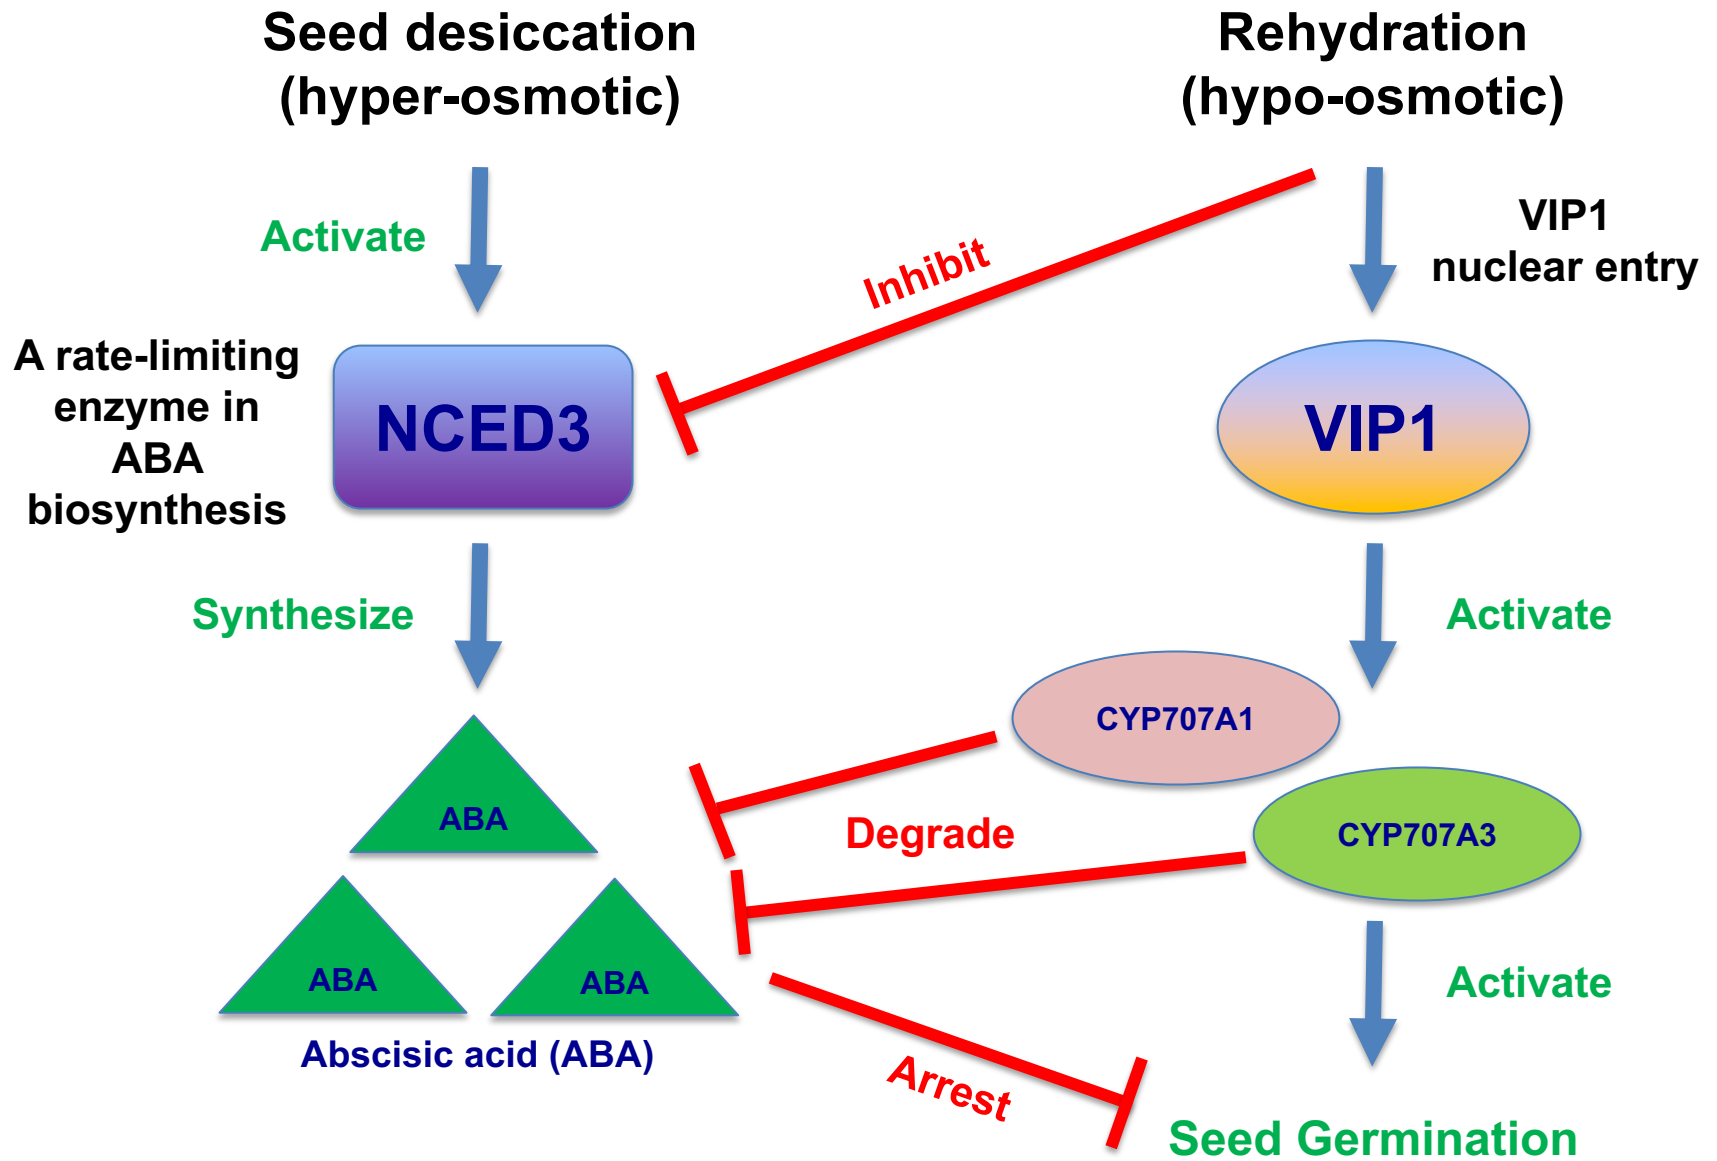 Seed desiccation
(hyper-osmotic)
Rehydration
(hypo-osmotic)
Activate
Inhibit
VIP1
nuclear entry
A rate-limiting
enzyme in
ABA
biosynthesis
NCED3
VIP1
Synthesize
Activate
CYP707A1
ABA
Degrade
CYP707A3
ABA
ABA
Activate
Abscisic acid (ABA)
Arrest
Seed Germination